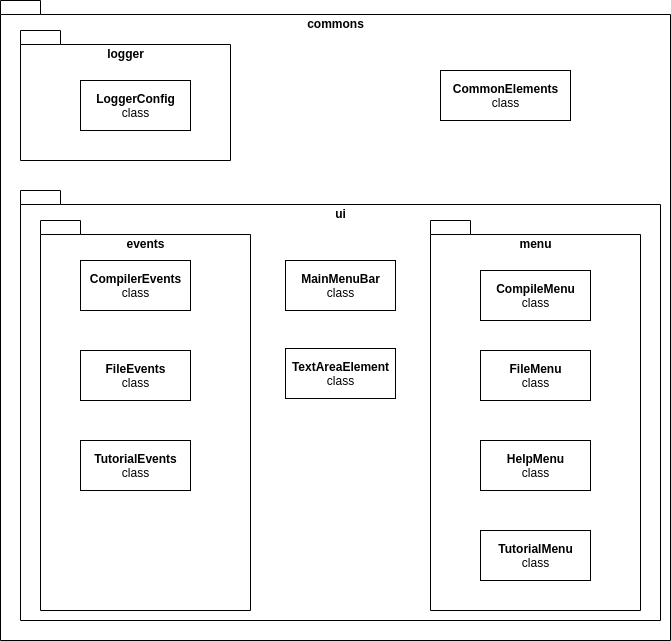 commons
logger
LoggerConfig
class
CommonElements
class
ui
events
CompilerEvents
class
FileEvents
class
TutorialEvents
class
MainMenuBar
class
TextAreaElement
class
menu
CompileMenu
class
FileMenu
class
HelpMenu
class
TutorialMenu
class